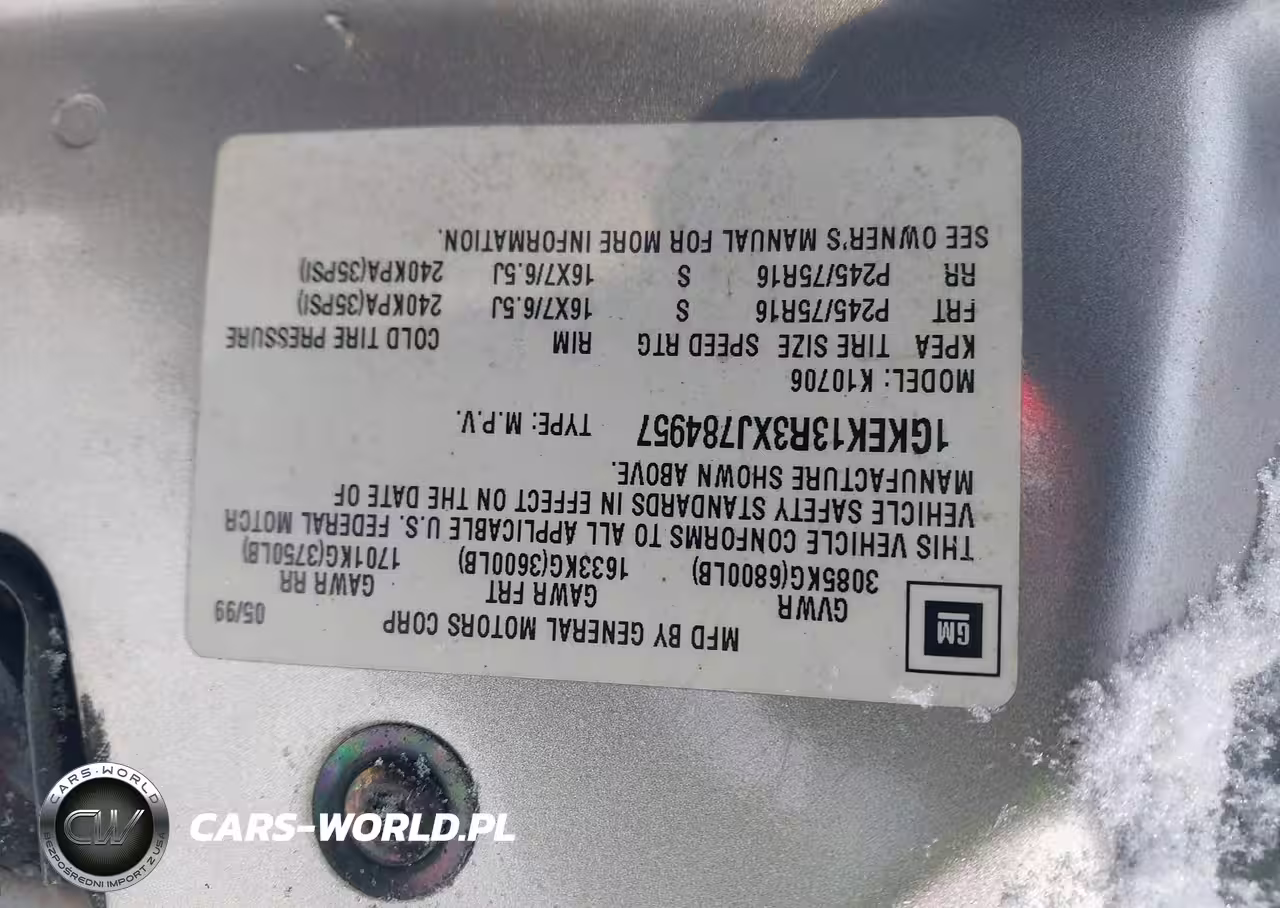 MFD BY GENERAL MOTORS CORP 05/99
GM
GVWR GAWR FRT GAWR RR
3085KG(6800LB) 1633KG(3600LB) 1701KG(3750LB)
THIS VEHICLE CONFORMS TO ALL APPLICABLE U.S. FEDERAL MOTOR
VEHICLE SAFETY STANDARDS IN EFFECT ON THE DATE OF
MANUFACTURE SHOWN ABOVE.
1GKEK13R3XJ784957 TYPE: M.P.V.
MODEL: K10706
KPEA TIRE SIZE SPEED RTG RIM COLD TIRE PRESSURE
FRT P245/75R16 S 16X7/6.5J 240KPA(35PSI)
RR P245/75R16 S 16X7/6.5J 240KPA(35PSI)
SEE OWNER'S MANUAL FOR MORE INFORMATION.
CARS-WORLD
CW
BEZPOŚREDNI IMPORT Z USA
CARS-WORLD.PL